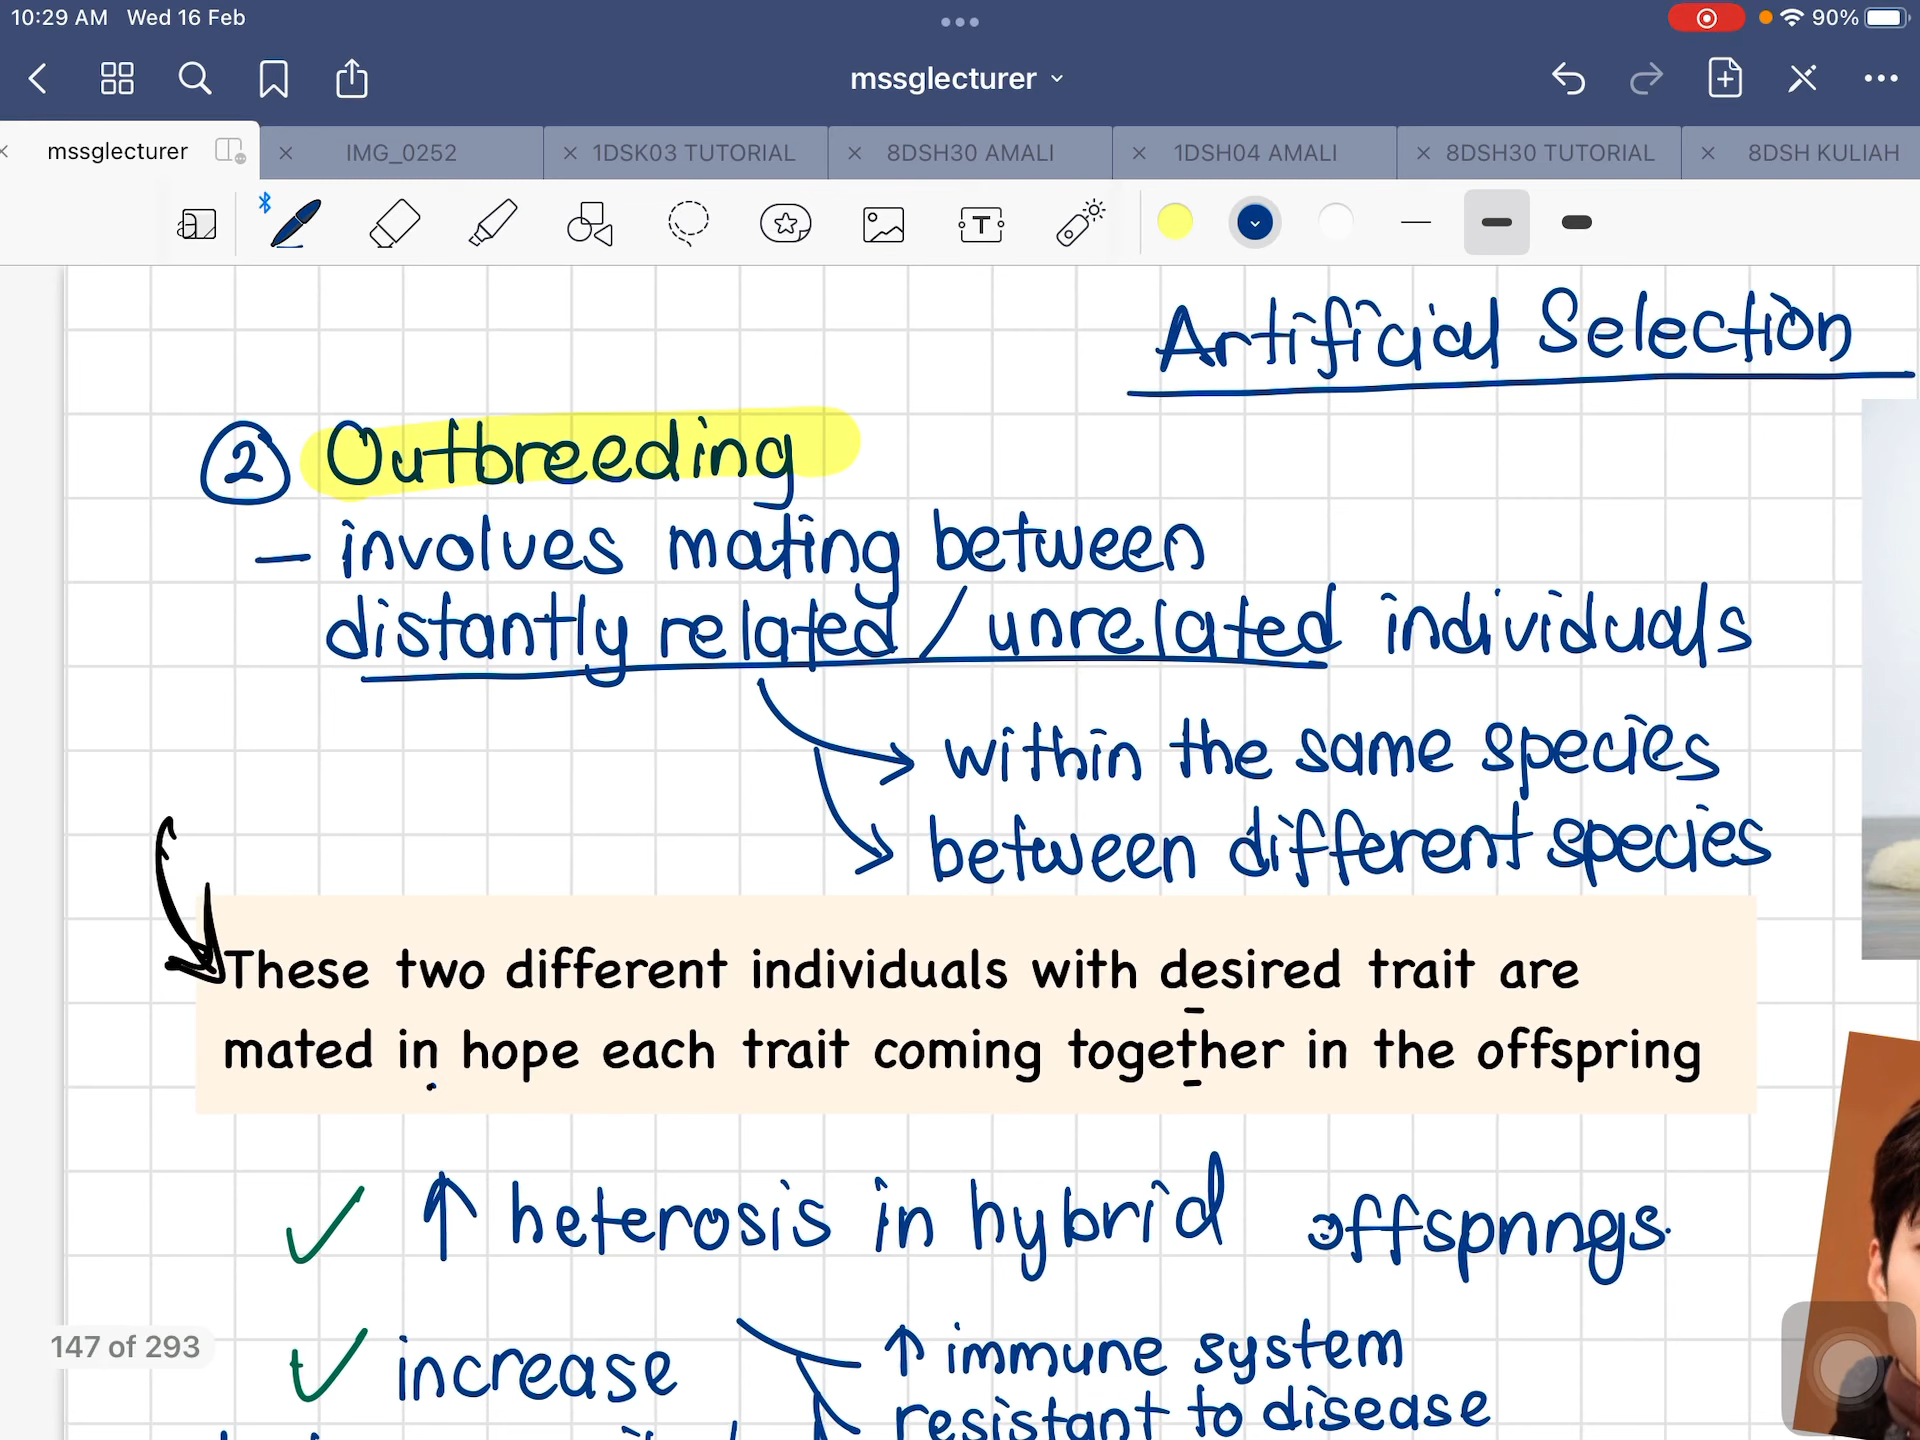 10:29 AM Wed 16 Feb
90%
mssglecturer
mssglecturer
IMG_0252
1DSK03 TUTORIAL
8DSH30 AMALI
1DSH04 AMALI
8DSH30 TUTORIAL
8DSH KULIAH
Artificial Selection
2 Outbreeding
– involves mating between
distantly related / unrelated individuals
→ within the same species
→ between different species
These two different individuals with desired trait are
mated in hope each trait coming together in the offspring
✓ ↑ heterosis in hybrid offsprings.
✓ increase
↑ immune system
resistant to disease
147 of 293